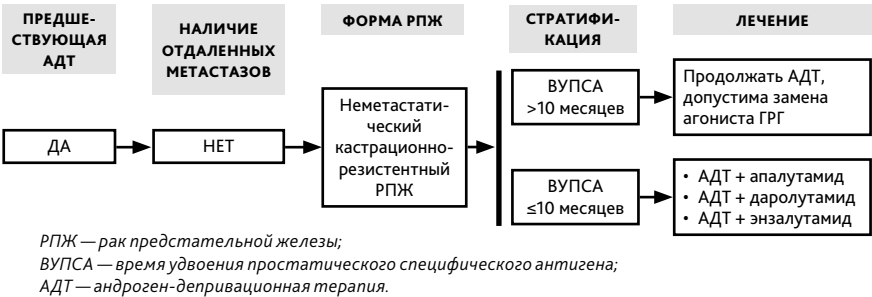 ПРЕДШЕ-
СТВУЮЩАЯ
АДТ
НАЛИЧИЕ
ОТДАЛЕННЫХ
МЕТАСТАЗОВ
ФОРМА РПЖ
СТРАТИФИ-
КАЦИЯ
ЛЕЧЕНИЕ
ДА
НЕТ
Неметастати-
ческий
кастрационно-
резистентный
РПЖ
ВУПСА
>10 месяцев
Продолжать АДТ,
допустима замена
агониста ГРГ
ВУПСА
≤10 месяцев
• АДТ + апалутамид
• АДТ + даролутамид
• АДТ + энзалутамид
РПЖ — рак предстательной железы;
ВУПСА — время удвоения простатического специфического антигена;
АДТ — андроген-депривационная терапия.